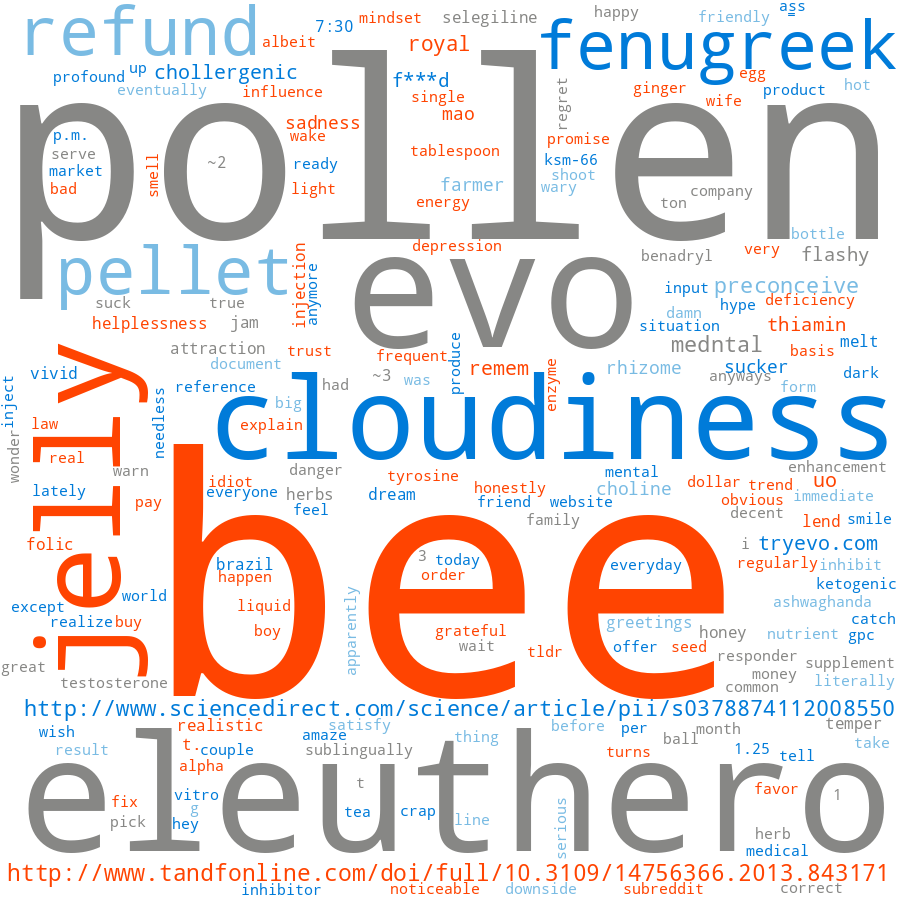 ass
=
refund
mindset
selegiline
happy
friendly
7:30
fenugreek
albeit
royal
profound
up
chollergenic
f***d
egg
hot
eventually
influence
single
regret
ginger
wife
product
pollen
mao
sadness
p.m.
wake
promise
serve
~2
tablespoon
ksm-66
market
smell
ready
shoot
bad
light
farmer
wary
company
energy
ton
bottle
depression
very
flashy
pellet
injection
anymore
evo
benadryl
input
preconceive
suck
true
hype
deficiency
damn
helplessness
jam
situation
thiamin
attraction
trust
frequent
produce
medntal
basis
melt
document
remem
enzyme
rhizome
sucker
vivid
~3
was
anyways
dark
reference
had
form
inject
needless
big
cloudiness
law
explain
jelly
wonder
real
warn
danger
tyrosine
mental
enhancement
idiot
honestly
dollar
trend
uo
lately
everyone
herbs
dream
choline
immediate
pay
friend
website
obvious
feel
decent
family
lend
smile
folic
bee
3
i
tryevo.com
brazil
today
everyday
regularly
inhibit
happen
order
ketogenic
world
except
liquid
ashwaghanda
apparently
catch
realize
buy
boy
grateful
greetings
honey
nutrient
gpc
wait
tldr
offer
seed
great
responder
supplement
money
testosterone
common
literally
http://www.sciencedirect.com/science/article/pii/s0378874112008550
realistic
satisfy
before
per
month
temper
wish
amaze
thing
ball
t.
couple
sublingually
1.25
take
result
turns
tell
alpha
eleuthero
t
favor
vitro
1
fix
g
tea
crap
line
serious
pick
hey
herb
medical
http://www.tandfonline.com/doi/full/10.3109/14756366.2013.843171
inhibitor
noticeable
downside
subreddit
correct